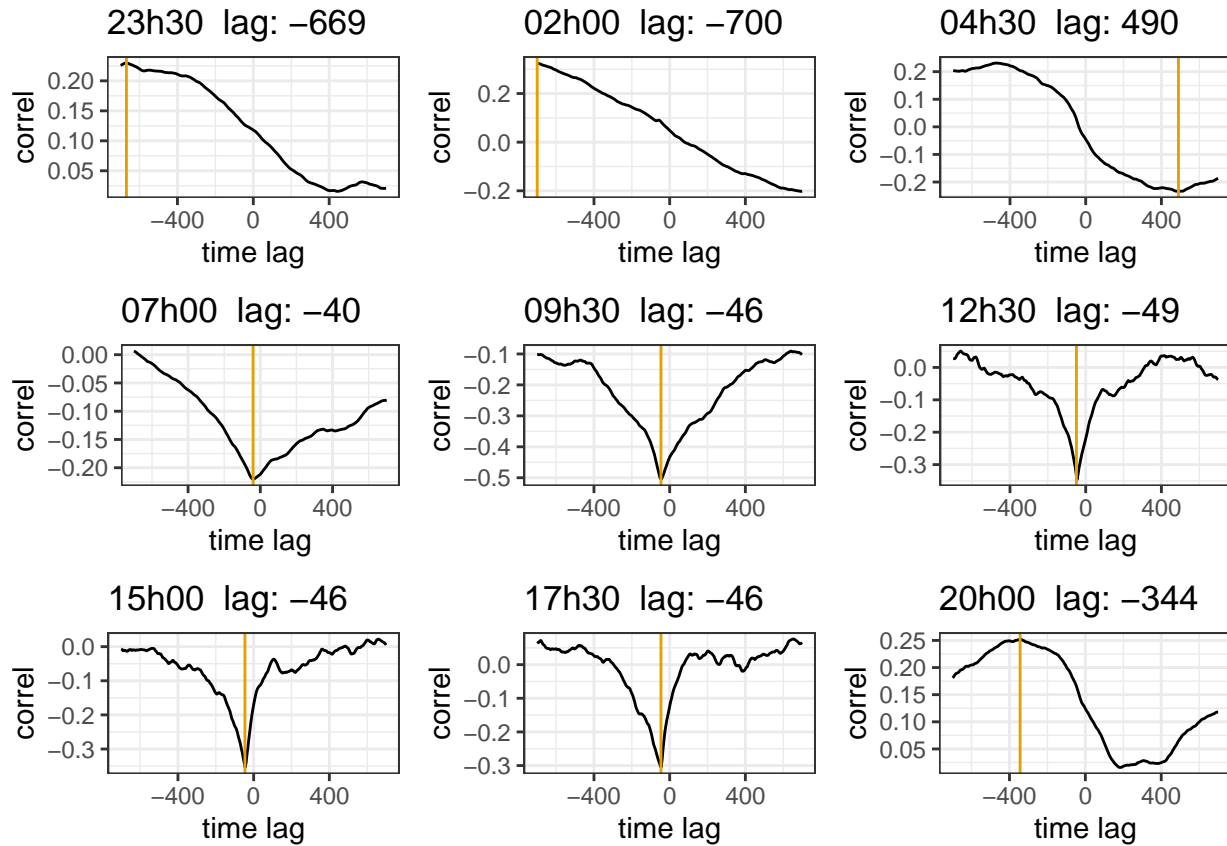 23h30  lag: −669
correl
0.20
0.15
0.10
0.05
−400 0 400
time lag
02h00  lag: −700
correl
0.2
0.0
−0.2
−400 0 400
time lag
04h30  lag: 490
correl
0.2
0.1
0.0
−0.1
−0.2
−400 0 400
time lag
07h00  lag: −40
correl
0.00
−0.05
−0.10
−0.15
−0.20
−400 0 400
time lag
09h30  lag: −46
correl
−0.1
−0.2
−0.3
−0.4
−0.5
−400 0 400
time lag
12h30  lag: −49
correl
0.0
−0.1
−0.2
−0.3
−400 0 400
time lag
15h00  lag: −46
correl
0.0
−0.1
−0.2
−0.3
−400 0 400
time lag
17h30  lag: −46
correl
0.0
−0.1
−0.2
−0.3
−400 0 400
time lag
20h00  lag: −344
correl
0.25
0.20
0.15
0.10
0.05
−400 0 400
time lag